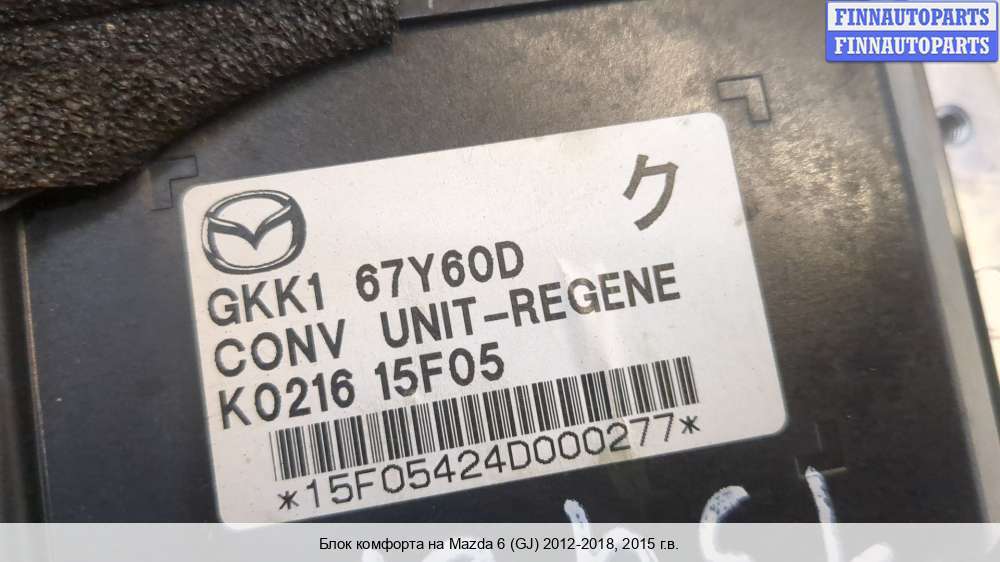 FINNAUTOPARTS
FINNAUTOPARTS
ク
GKK1 67Y60D
CONV UNIT-REGENE
K0216 15F05
*15F05424D000277*
Блок комфорта на Mazda 6 (GJ) 2012-2018, 2015 г.в.